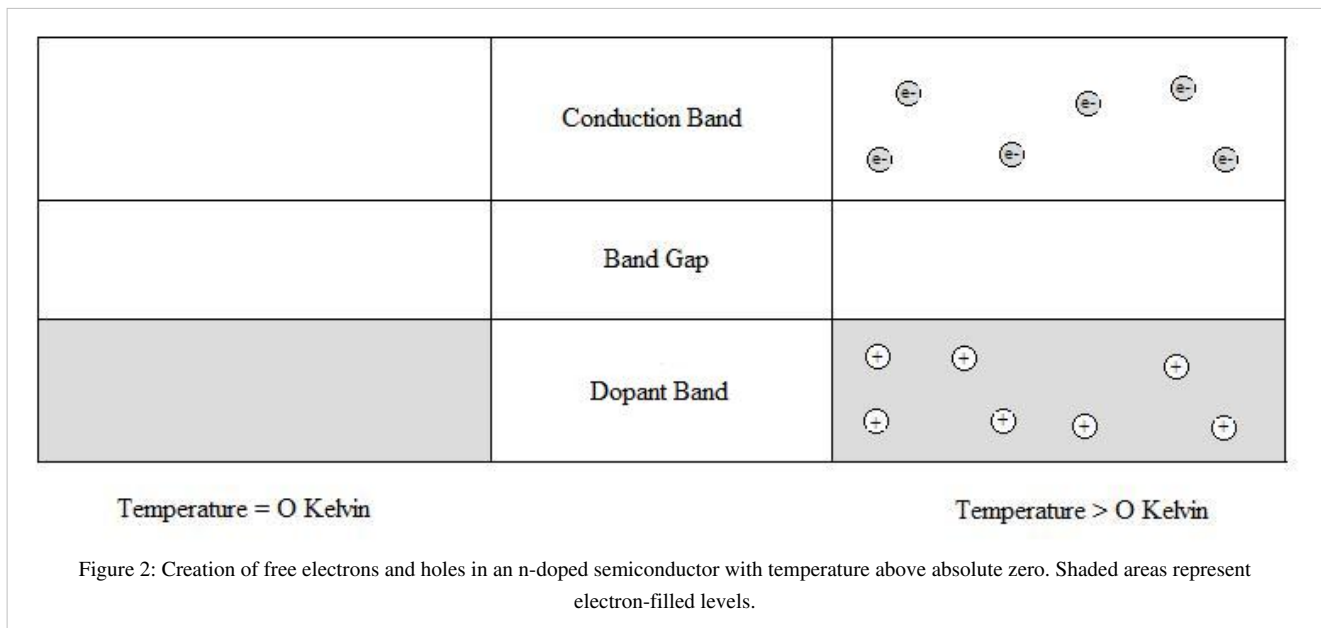 Conduction Band
e-
e-
e-
e-
e-
e-
Band Gap
Dopant Band
+
+
+
+
+
+
+
Temperature = O Kelvin
Temperature > O Kelvin
Figure 2: Creation of free electrons and holes in an n-doped semiconductor with temperature above absolute zero. Shaded areas represent
electron-filled levels.